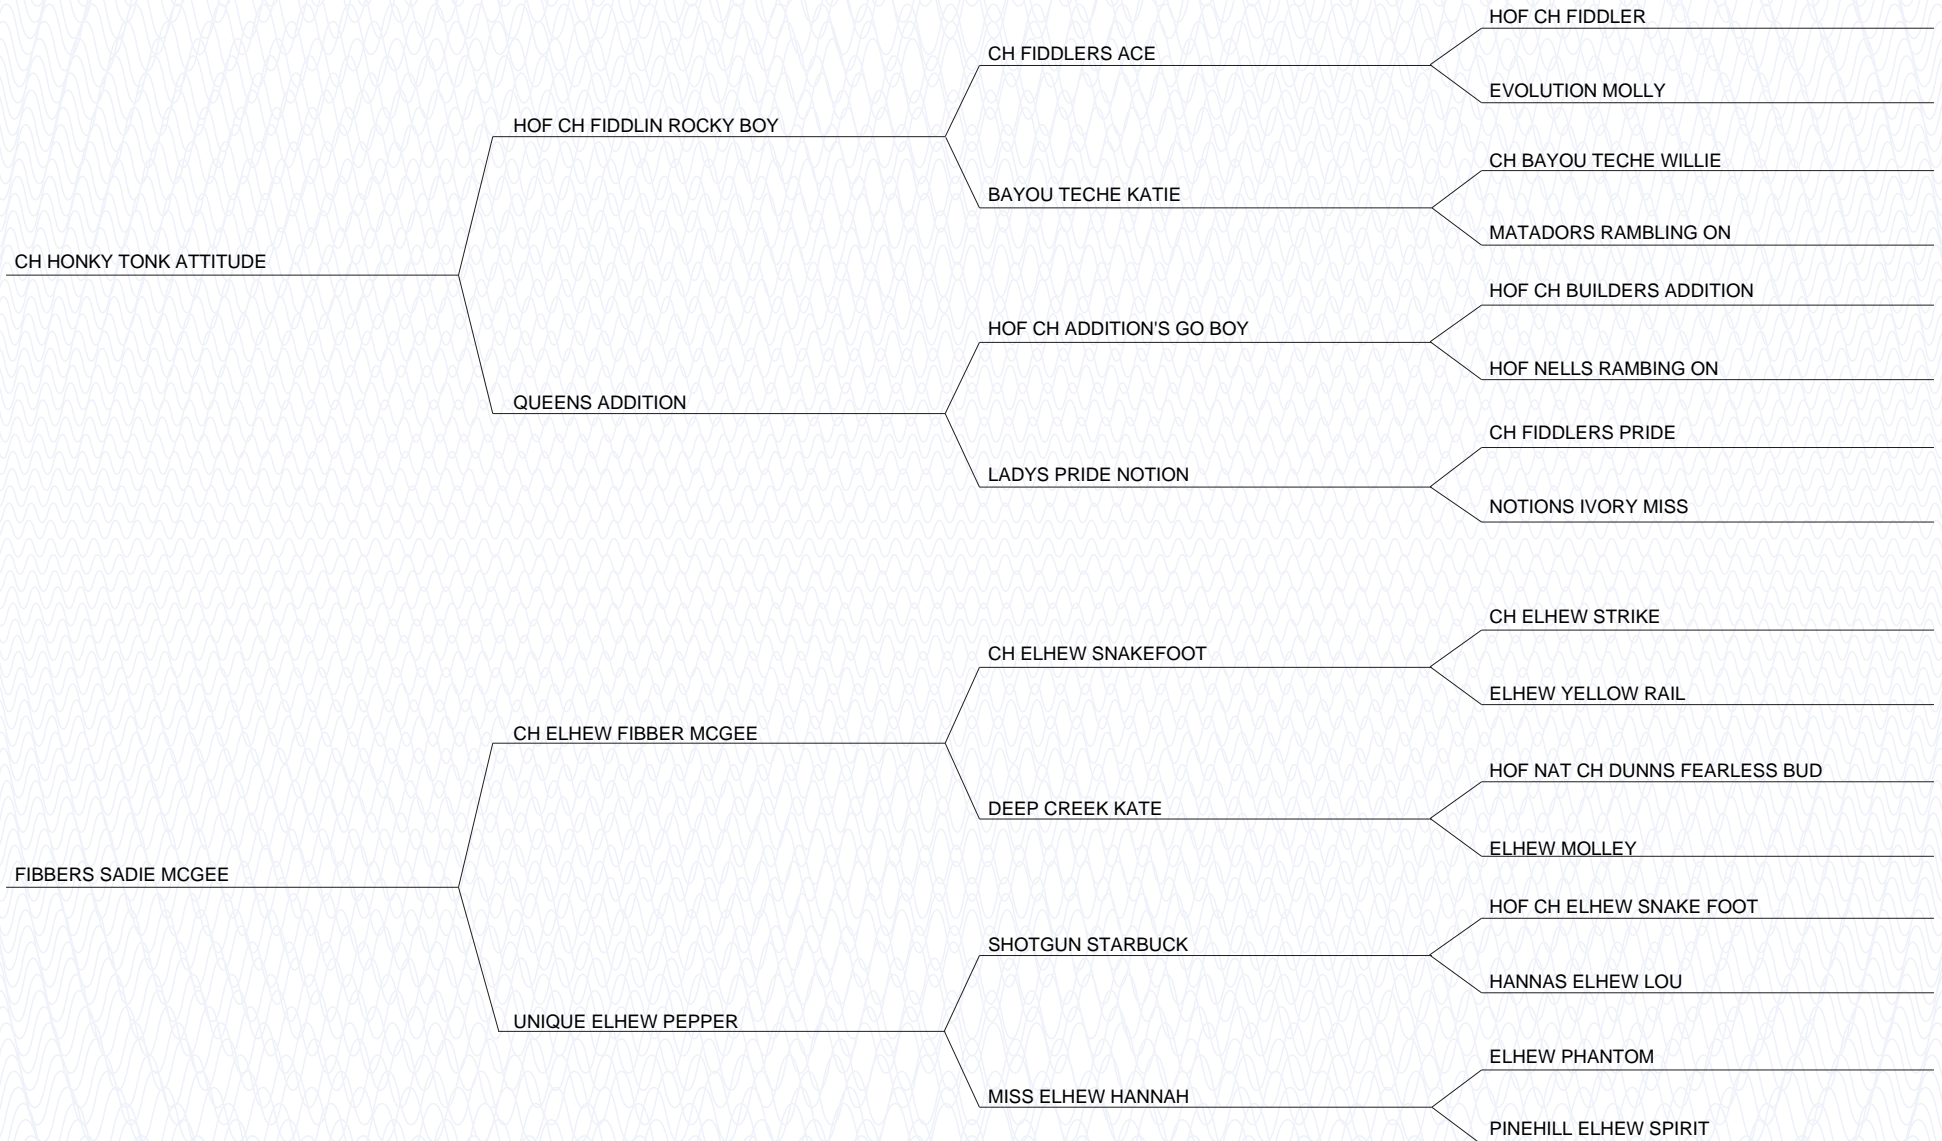 HOF CH FIDDLER
CH FIDDLERS ACE
EVOLUTION MOLLY
HOF CH FIDDLIN ROCKY BOY
CH BAYOU TECHE WILLIE
BAYOU TECHE KATIE
MATADORS RAMBLING ON
CH HONKY TONK ATTITUDE
HOF CH BUILDERS ADDITION
HOF CH ADDITION'S GO BOY
HOF NELLS RAMBING ON
QUEENS ADDITION
CH FIDDLERS PRIDE
LADYS PRIDE NOTION
NOTIONS IVORY MISS
CH ELHEW STRIKE
CH ELHEW SNAKEFOOT
ELHEW YELLOW RAIL
CH ELHEW FIBBER MCGEE
HOF NAT CH DUNNS FEARLESS BUD
DEEP CREEK KATE
ELHEW MOLLEY
FIBBERS SADIE MCGEE
HOF CH ELHEW SNAKE FOOT
SHOTGUN STARBUCK
HANNAS ELHEW LOU
UNIQUE ELHEW PEPPER
ELHEW PHANTOM
MISS ELHEW HANNAH
PINEHILL ELHEW SPIRIT